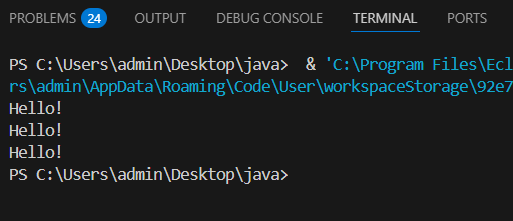 PROBLEMS 24 OUTPUT DEBUG CONSOLE TERMINAL PORTS
PS C:\Users\admin\Desktop\java>  & 'C:\Program Files\Ecl
rs\admin\AppData\Roaming\Code\User\workspaceStorage\92e7
Hello!
Hello!
Hello!
PS C:\Users\admin\Desktop\java>